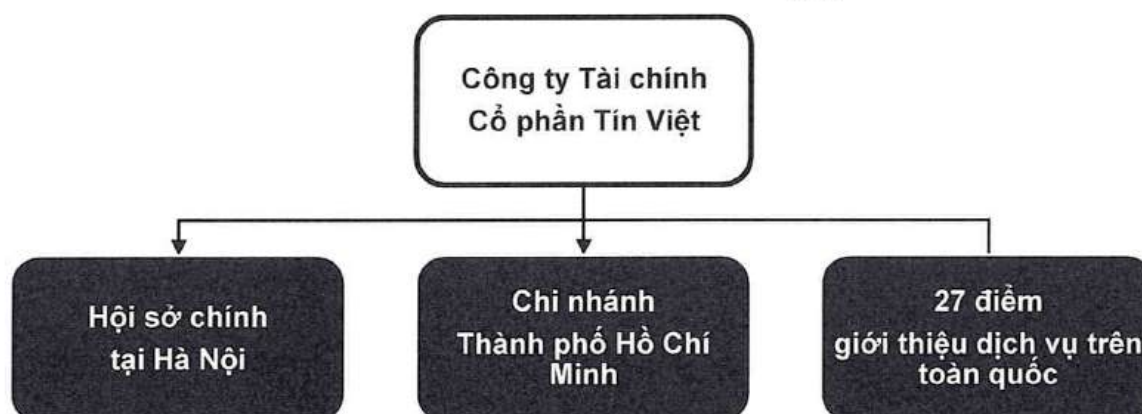 Công ty Tài chính
Cổ phần Tín Việt
Hội sở chính
tại Hà Nội
Chi nhánh
Thành phố Hồ Chí
Minh
27 điểm
giới thiệu dịch vụ trên
toàn quốc